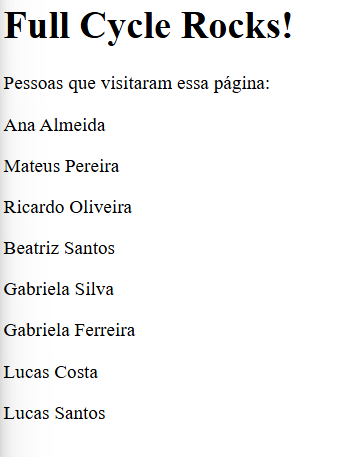 Full Cycle Rocks!
Pessoas que visitaram essa página:
Ana Almeida
Mateus Pereira
Ricardo Oliveira
Beatriz Santos
Gabriela Silva
Gabriela Ferreira
Lucas Costa
Lucas Santos